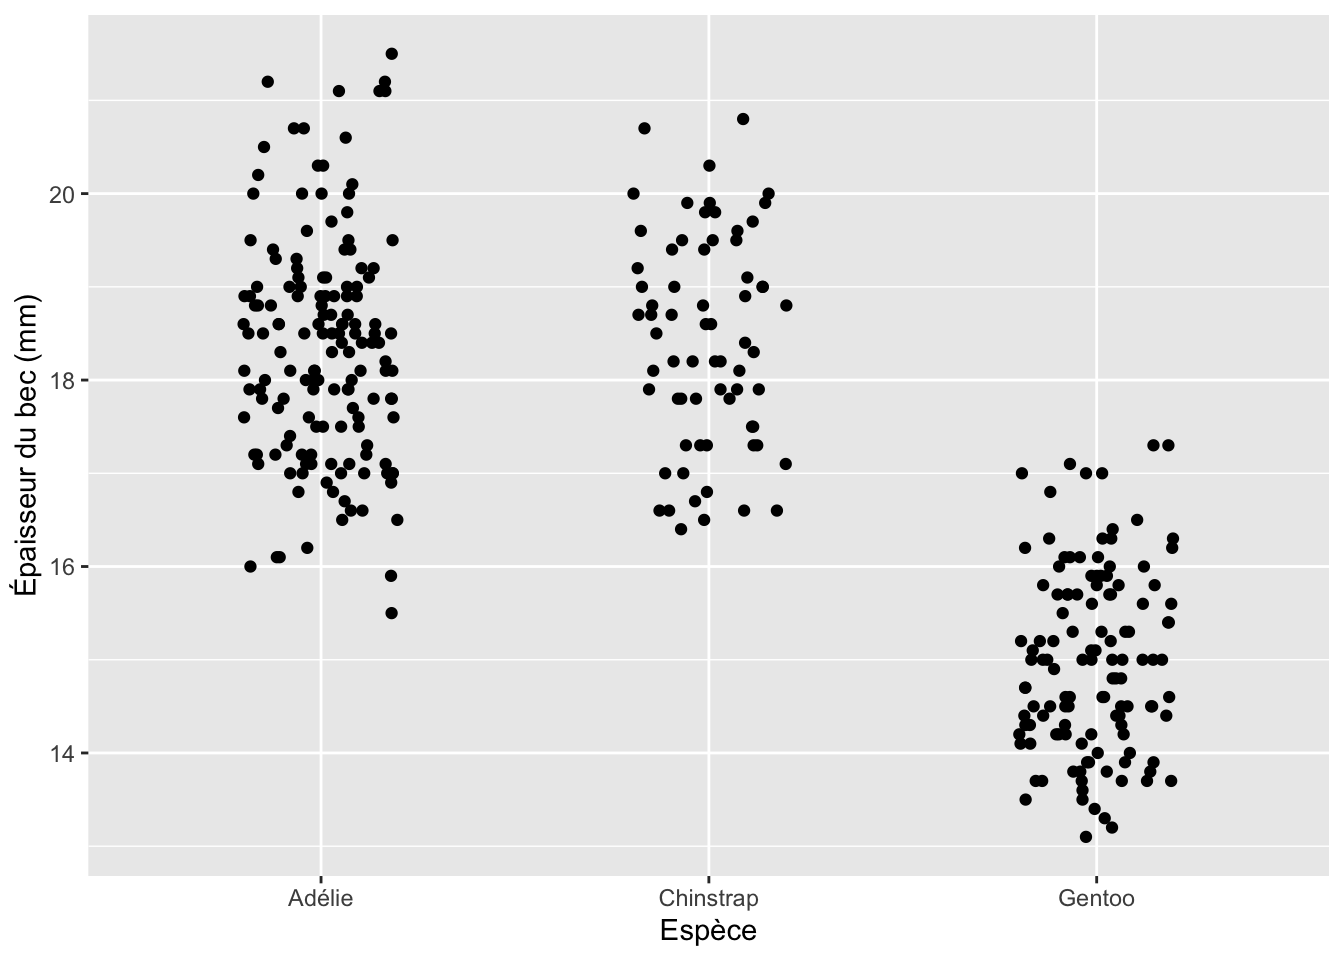 Épaisseur du bec (mm)
20
18
16
14
Adélie
Chinstrap
Gentoo
Espèce